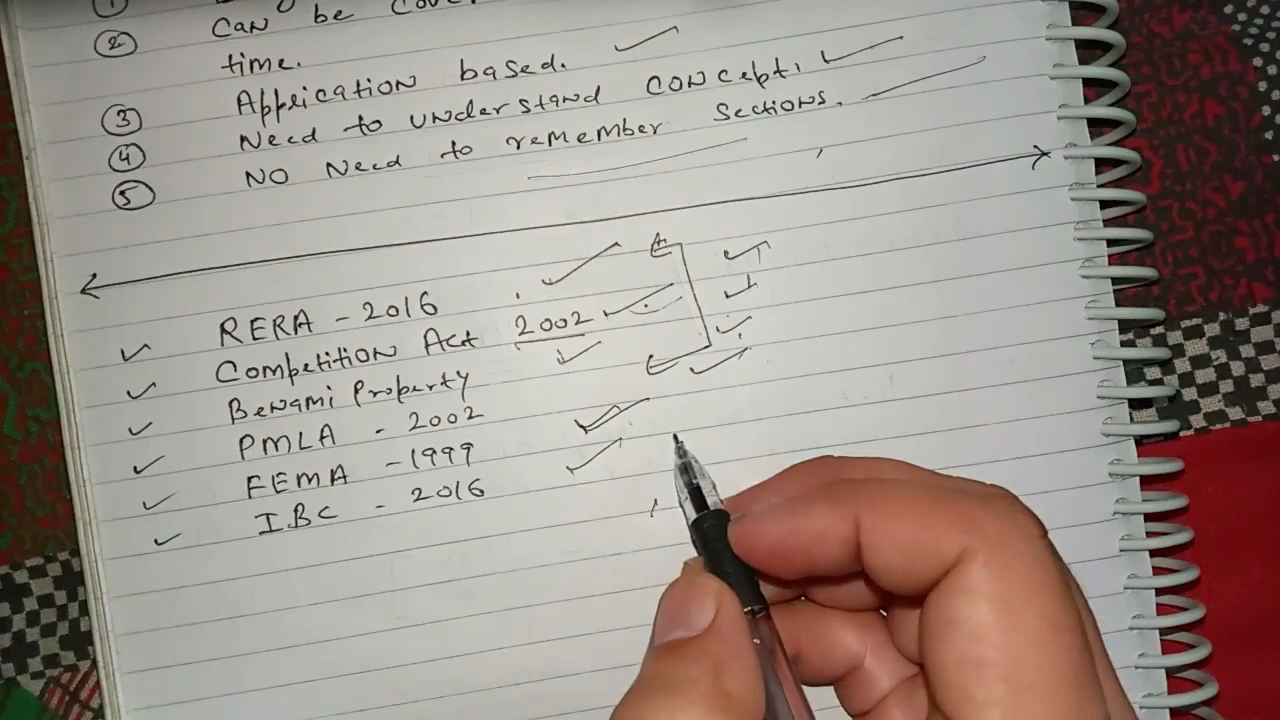 ①
② Can be
time.
③ Application based.
④ Need to understand concept.
⑤ NO Need to remember sections.
RERA - 2016
Competition Act 2002
Benami Property
PMLA - 2002
FEMA - 1999
IBC - 2016